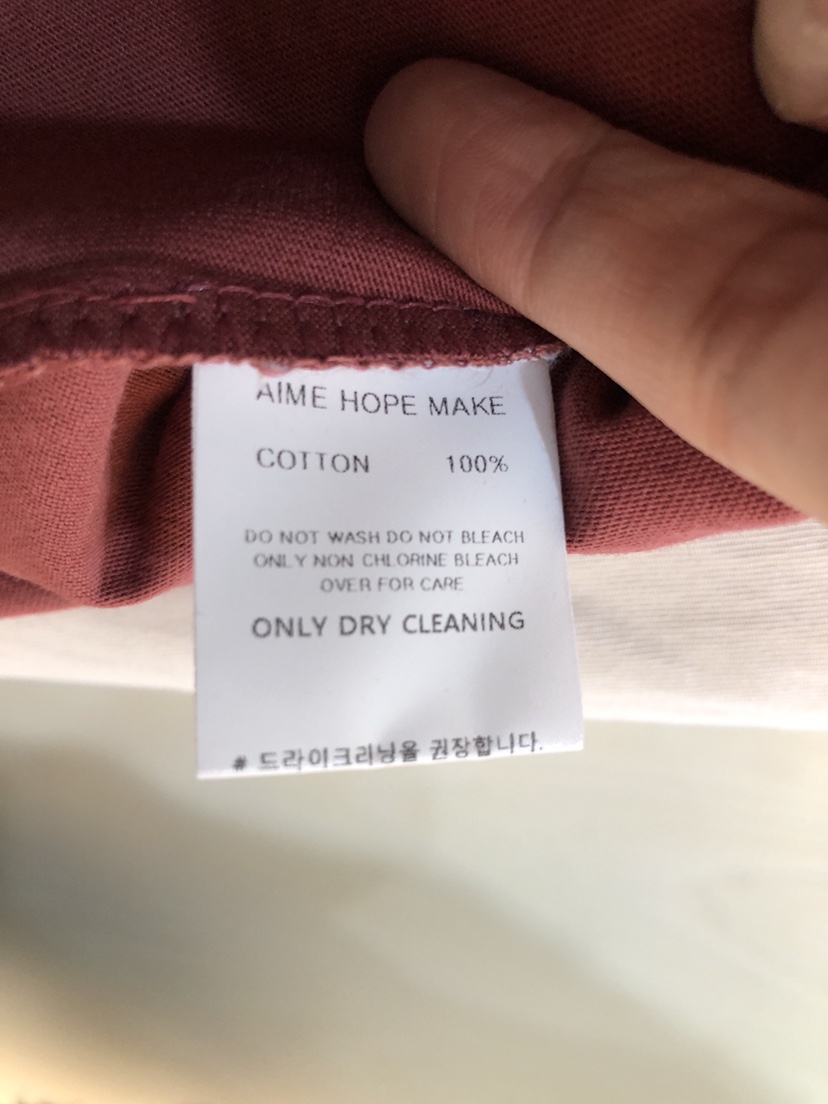 AIME HOPE MAKE
COTTON 100%
DO NOT WASH DO NOT BLEACH
ONLY NON CHLORINE BLEACH
OVER FOR CARE
ONLY DRY CLEANING
# 드라이크리닝을 권장합니다.